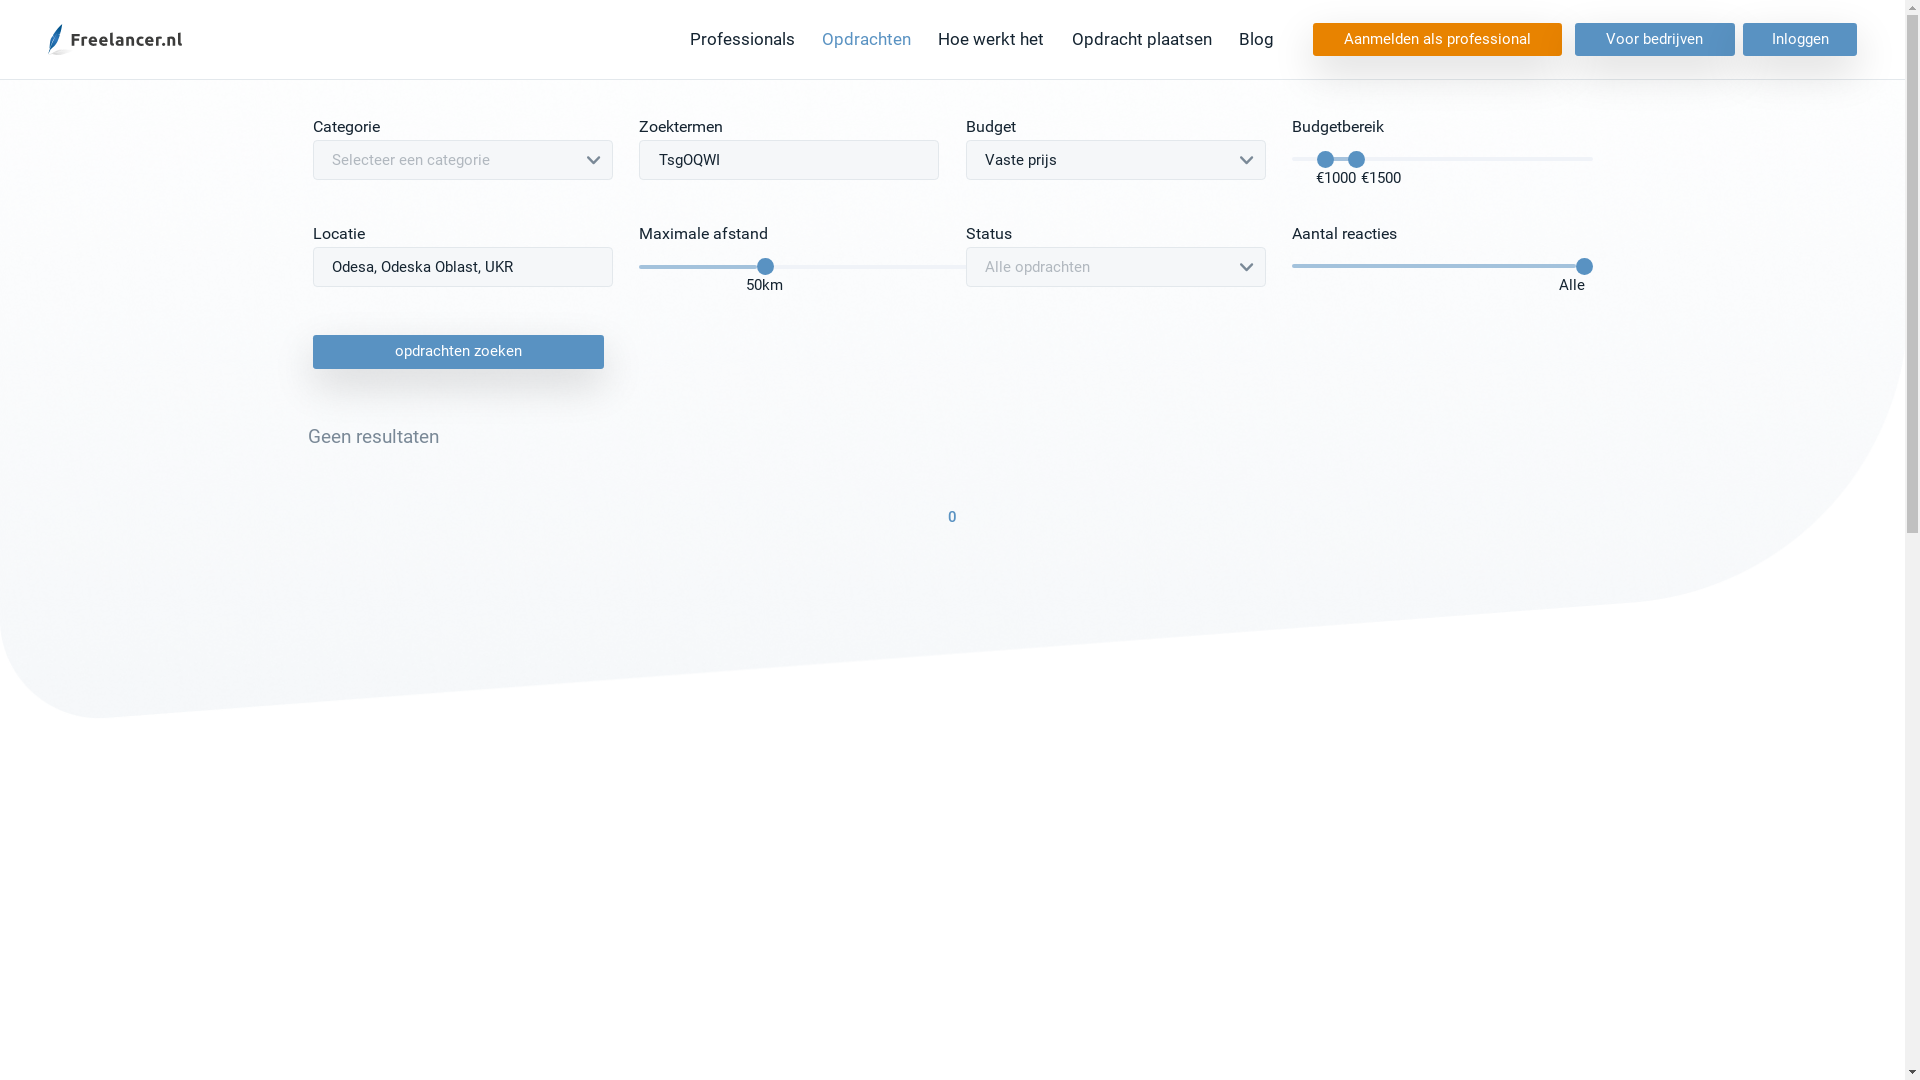 Freelancer.nl
Professionals Opdrachten Hoe werkt het Opdracht plaatsen Blog Aanmelden als professional Voor bedrijven Inloggen
Categorie Zoektermen Budget Budgetbereik
Selecteer een categorie TsgOQWI Vaste prijs
€1000 €1500
Locatie Maximale afstand Status Aantal reacties
Odesa, Odeska Oblast, UKR Alle opdrachten
50km Alle
opdrachten zoeken
Geen resultaten
0